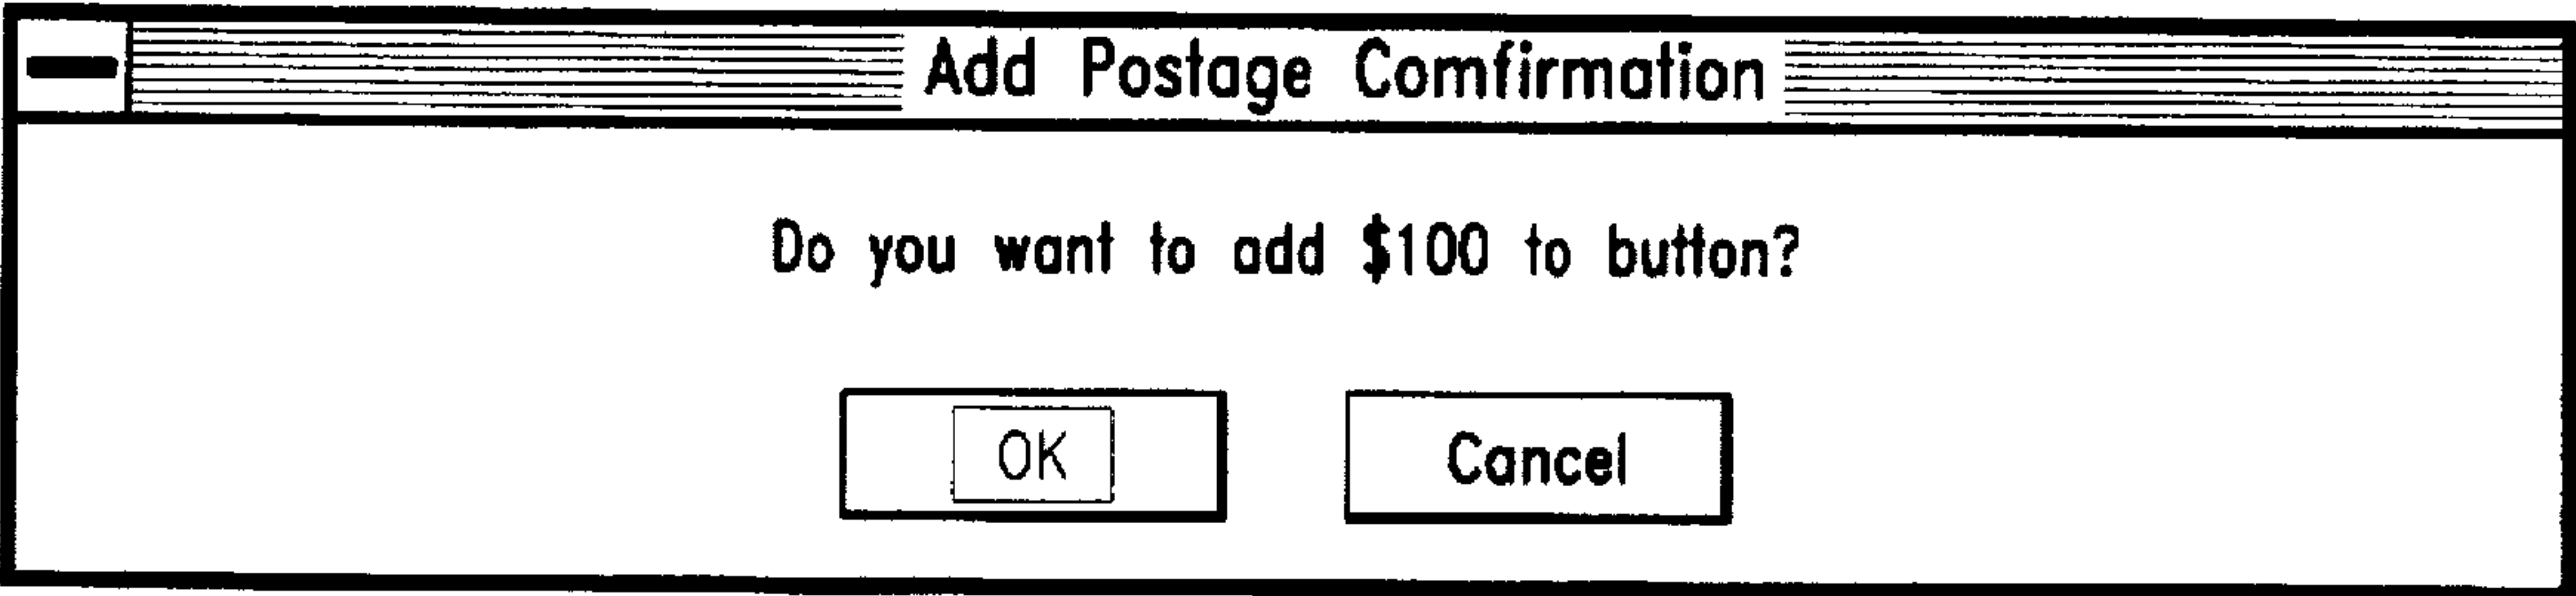 Add Postage Comfirmation
Do you want to add $100 to button?
OK Cancel